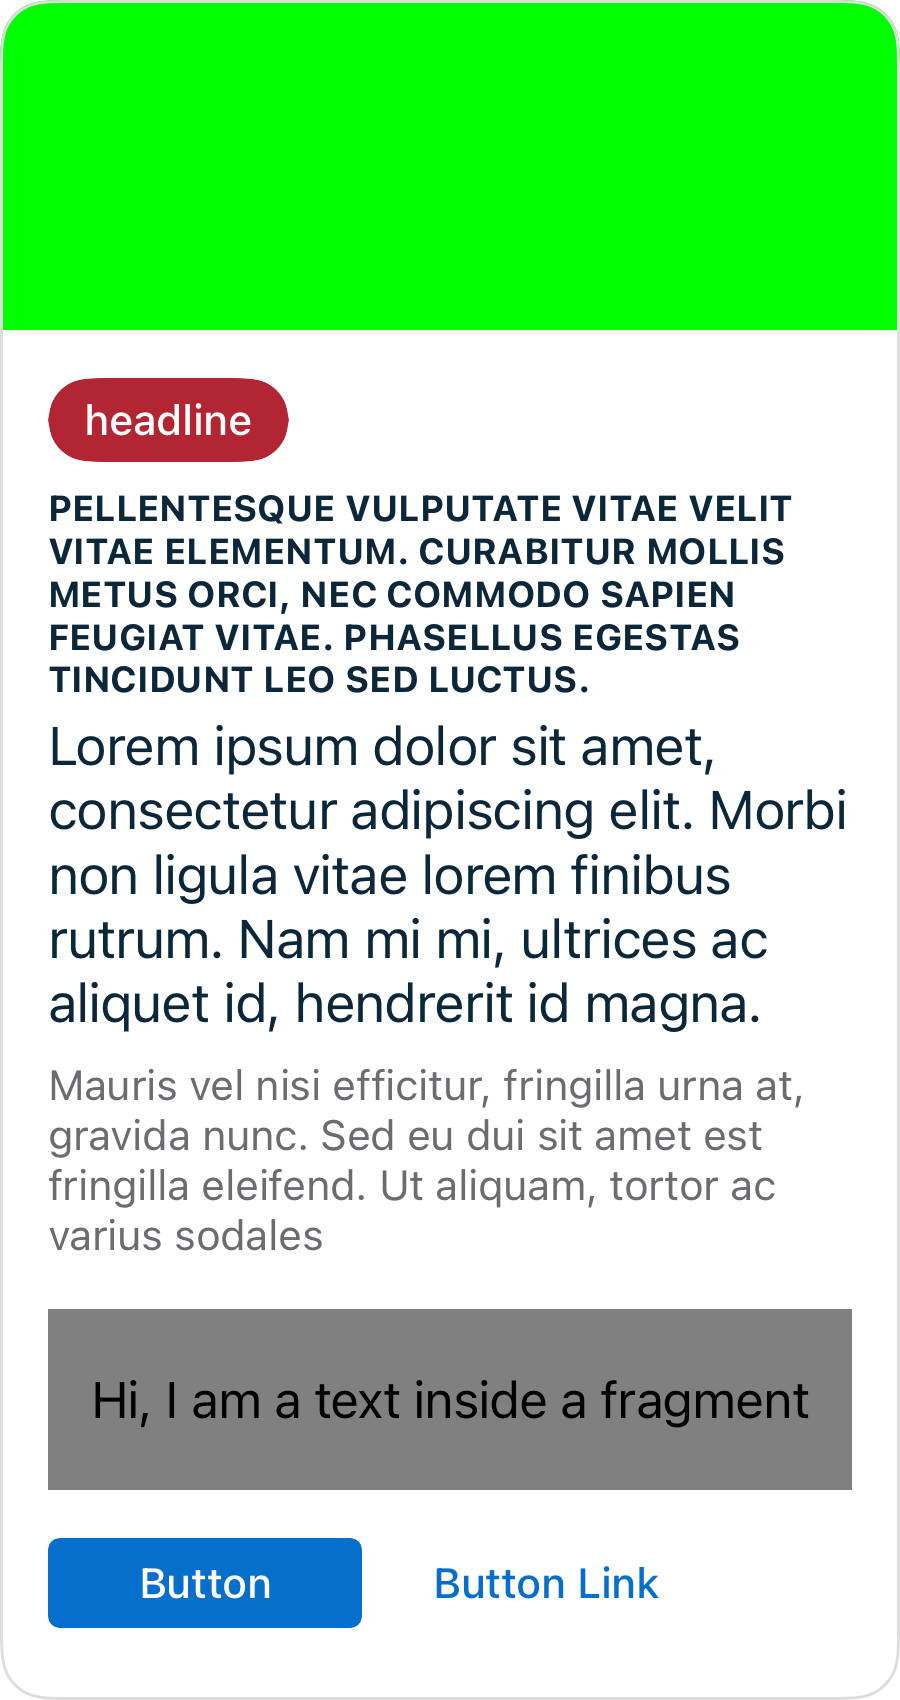 headline
PELLENTESQUE VULPUTATE VITAE VELIT
VITAE ELEMENTUM. CURABITUR MOLLIS
METUS ORCI, NEC COMMODO SAPIEN
FEUGIAT VITAE. PHASELLUS EGESTAS
TINCIDUNT LEO SED LUCTUS.
Lorem ipsum dolor sit amet,
consectetur adipiscing elit. Morbi
non ligula vitae lorem finibus
rutrum. Nam mi mi, ultrices ac
aliquet id, hendrerit id magna.
Mauris vel nisi efficitur, fringilla urna at,
gravida nunc. Sed eu dui sit amet est
fringilla eleifend. Ut aliquam, tortor ac
varius sodales
Hi, I am a text inside a fragment
Button Button Link